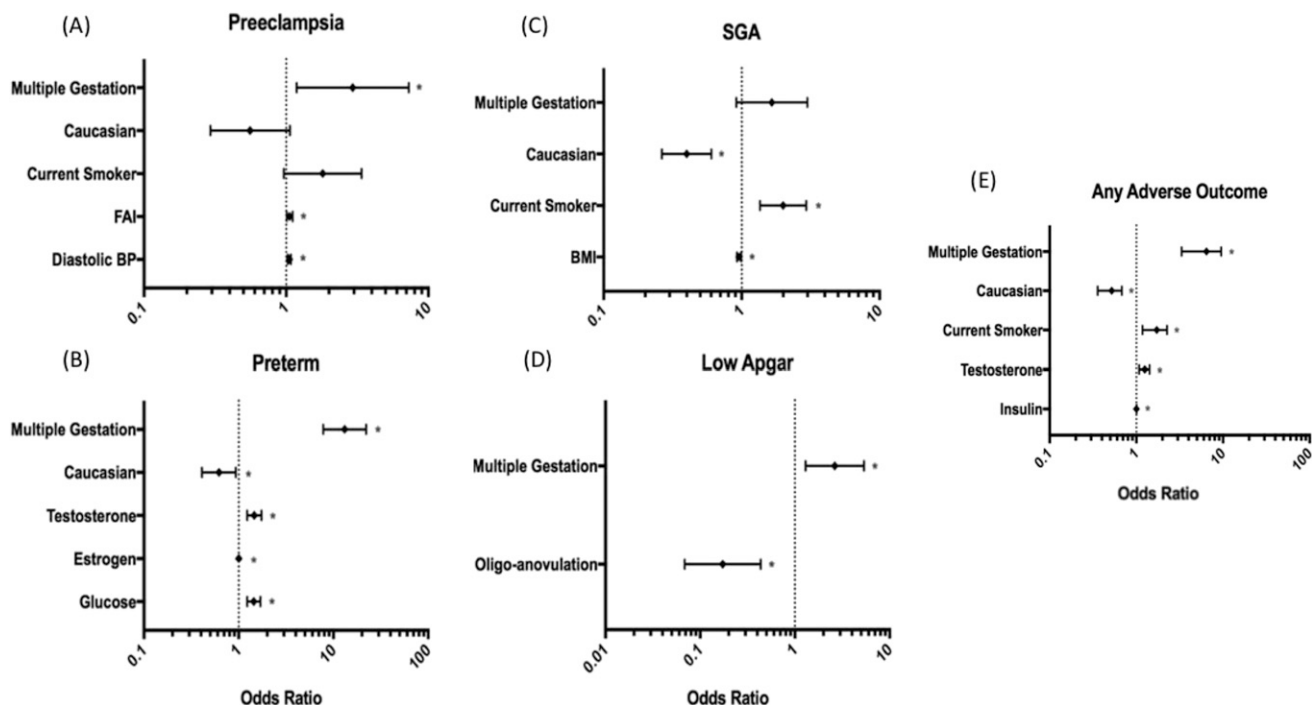 (A)
Preeclampsia
Multiple Gestation
*
Caucasian
Current Smoker
FAI
*
Diastolic BP
*
0.1
1
10
(B)
Preterm
Multiple Gestation
*
Caucasian
*
Testosterone
*
Estrogen
*
Glucose
*
0.1
1
10
100
Odds Ratio
(C)
SGA
Multiple Gestation
Caucasian
*
Current Smoker
*
BMI
*
0.1
1
10
(D)
Low Apgar
Multiple Gestation
*
Oligo-anovulation
*
0.01
0.1
1
10
Odds Ratio
(E)
Any Adverse Outcome
Multiple Gestation
*
Caucasian
*
Current Smoker
*
Testosterone
*
Insulin
*
0.1
1
10
100
Odds Ratio